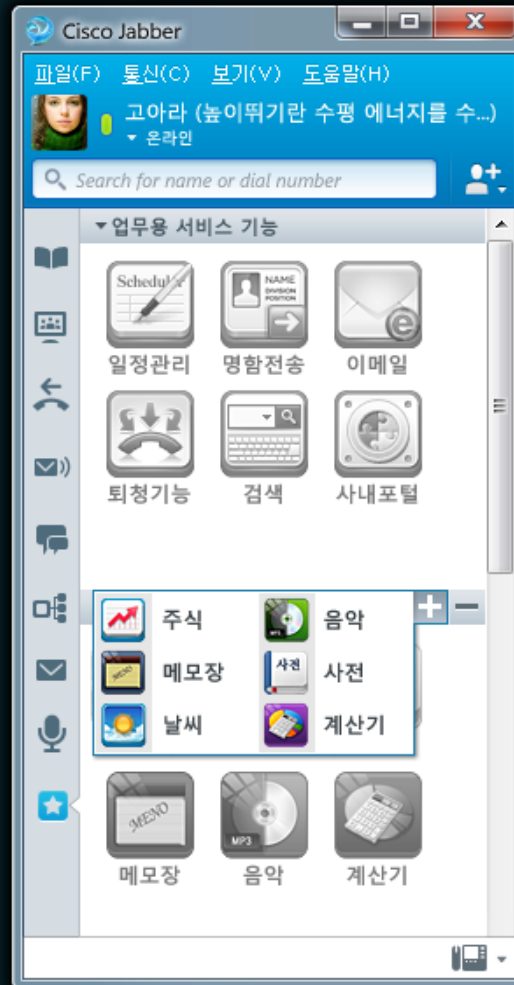 Cisco Jabber
파일(F) 통신(C) 보기(V) 도움말(H)
고아라 (높이뛰기란 수평 에너지를 수...)
온라인
Search for name or dial number
업무용 서비스 기능
Schedul
NAME
DIVISION
POSITION
일정관리 명함전송 이메일
퇴청기능 검색 사내포털
주식 음악
메모장 사전 사전
날씨 계산기
MEMO MP3
메모장 음악 계산기